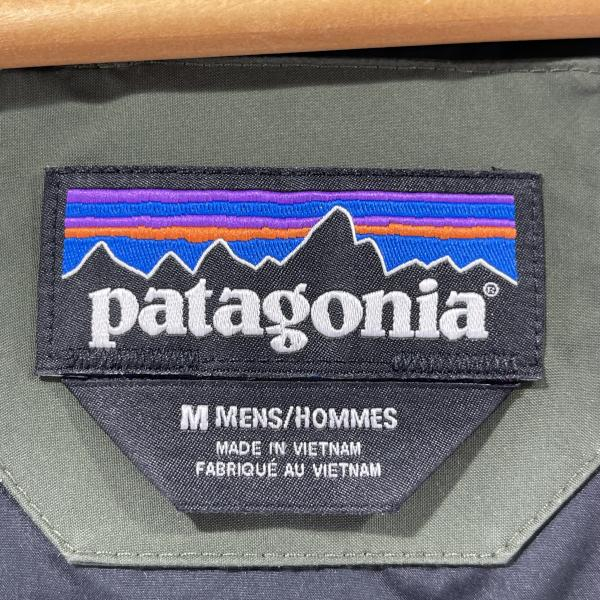 patagonia®
M MENS/HOMMES
MADE IN VIETNAM
FABRIQUÉ AU VIETNAM